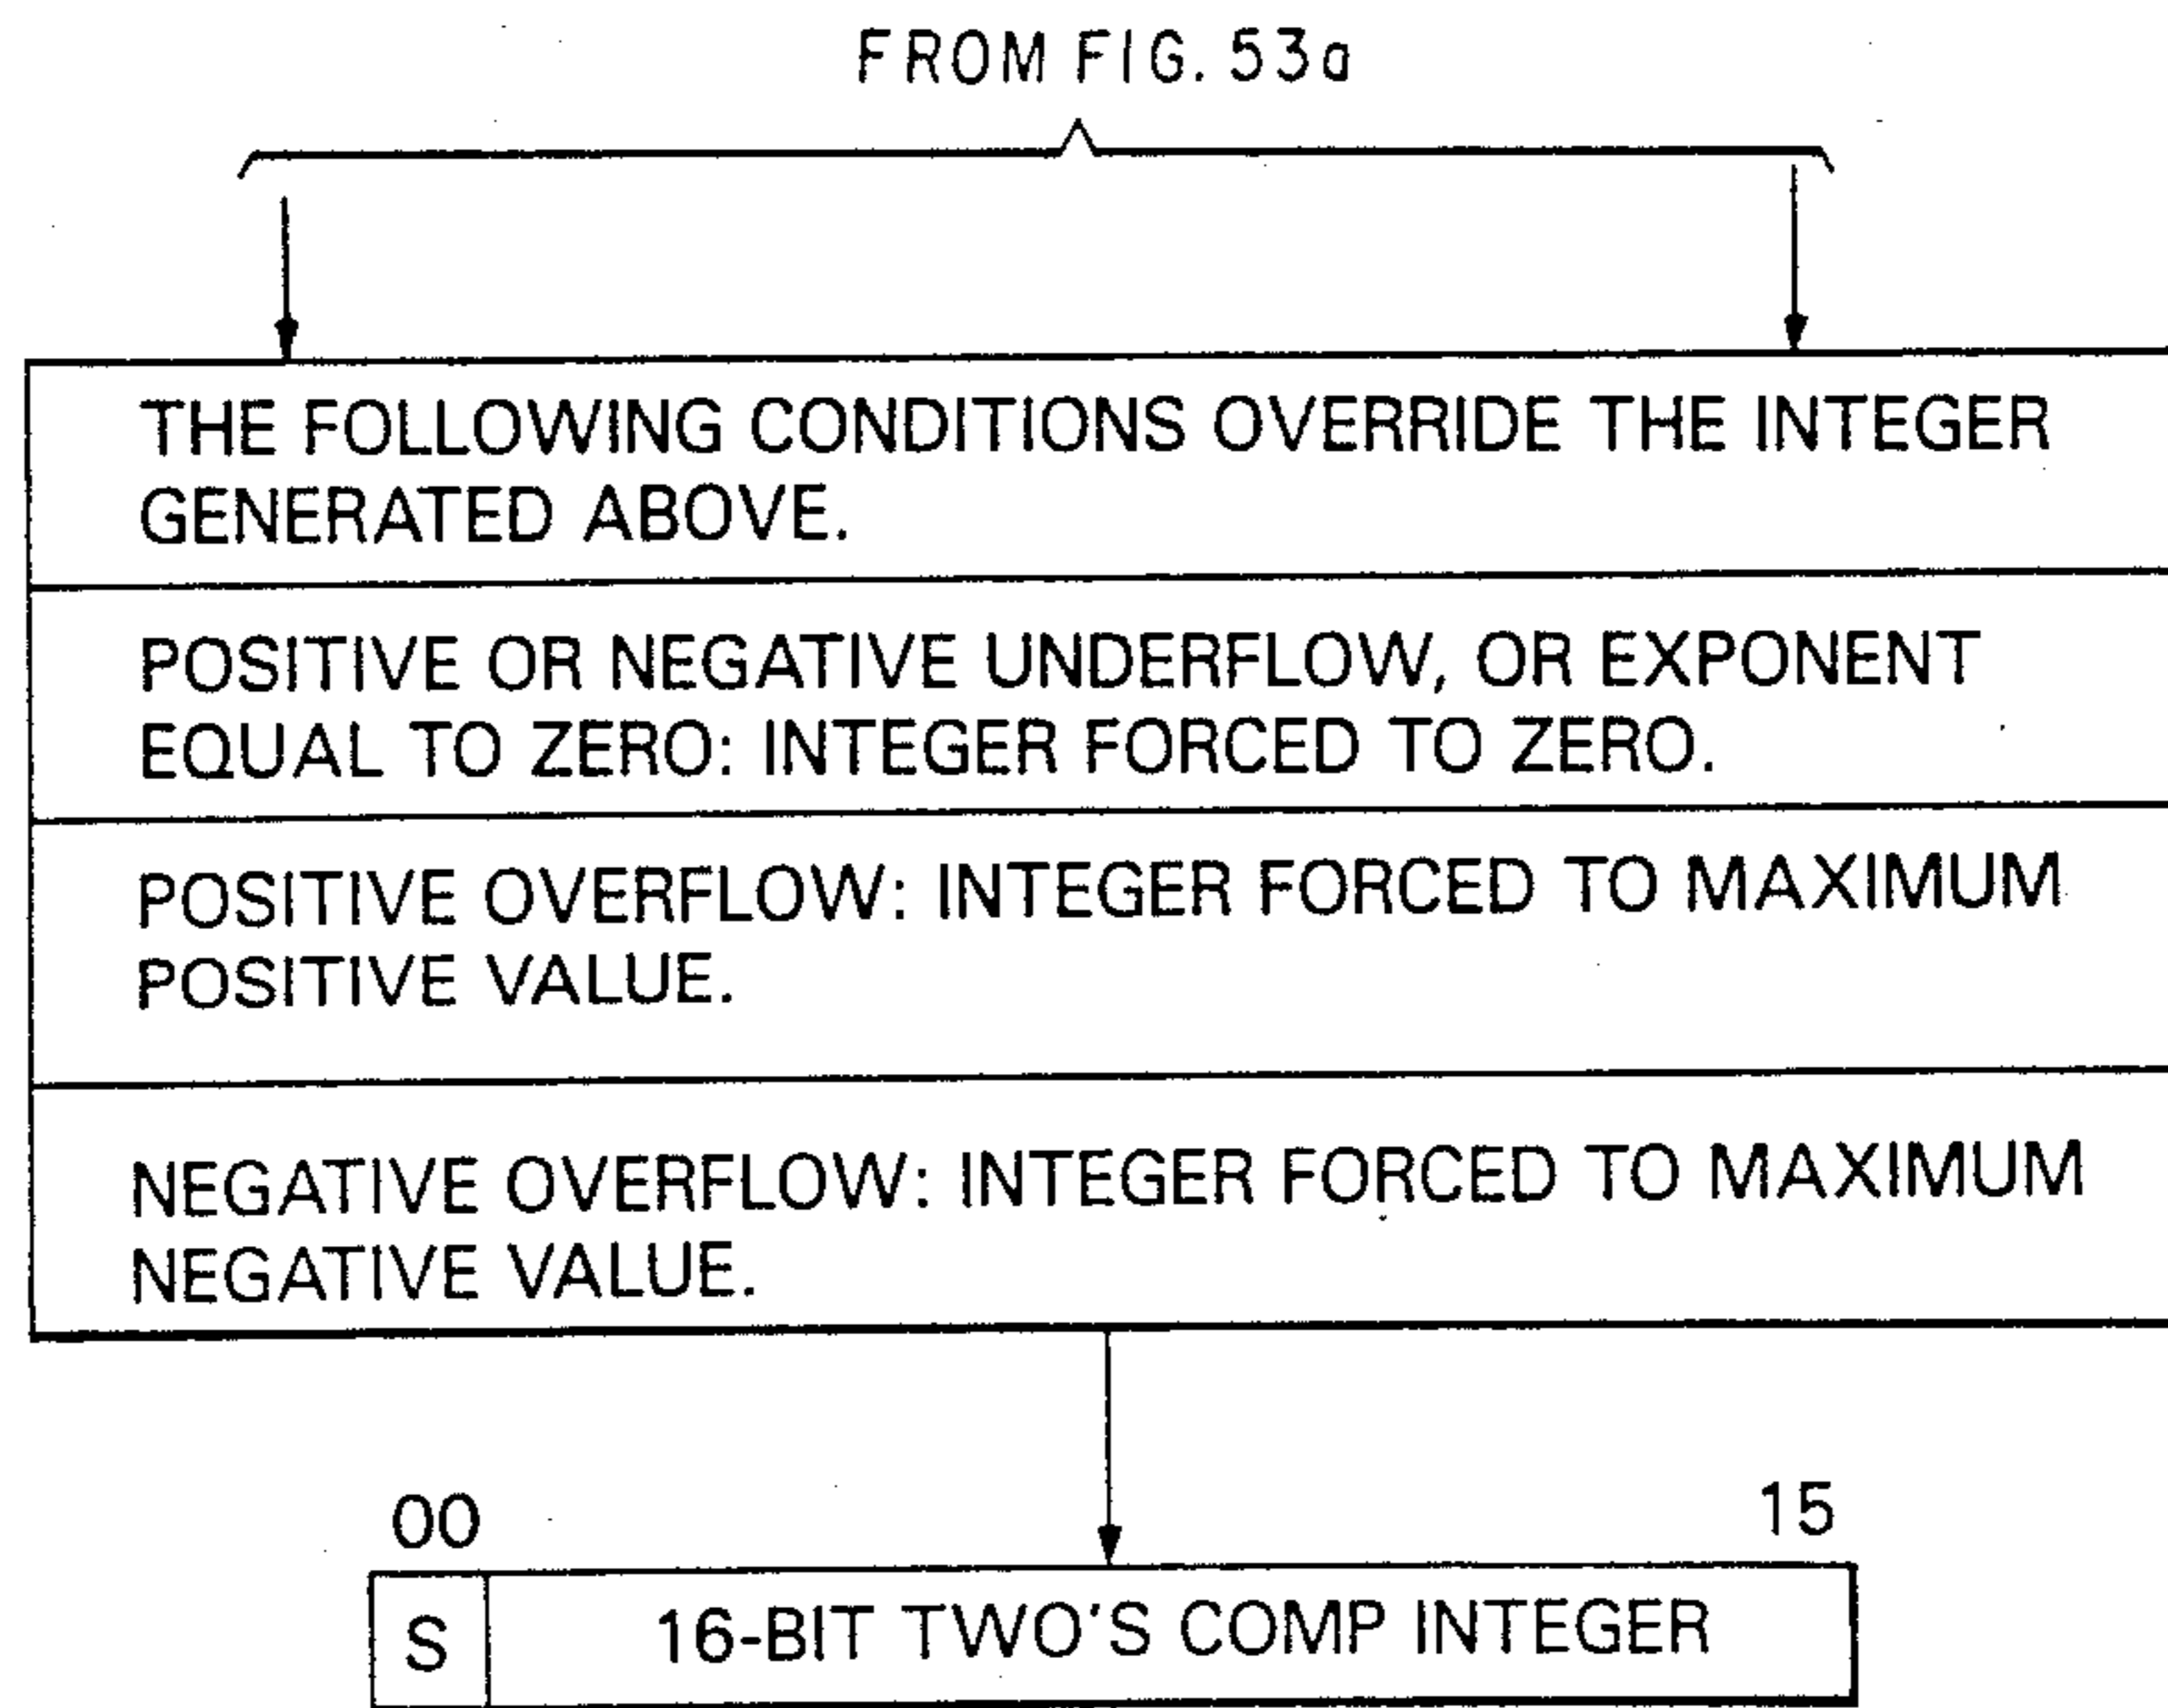 FROM FIG. 53a
THE FOLLOWING CONDITIONS OVERRIDE THE INTEGER
GENERATED ABOVE.
POSITIVE OR NEGATIVE UNDERFLOW, OR EXPONENT
EQUAL TO ZERO: INTEGER FORCED TO ZERO.
POSITIVE OVERFLOW: INTEGER FORCED TO MAXIMUM
POSITIVE VALUE.
NEGATIVE OVERFLOW: INTEGER FORCED TO MAXIMUM
NEGATIVE VALUE.
00 15
S 16-BIT TWO'S COMP INTEGER